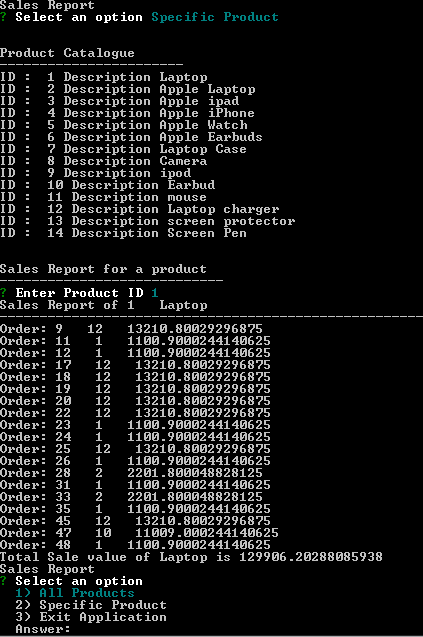 Sales Report
? Select an option Specific Product
Product Catalogue
-----------------------
ID :  1 Description Laptop
ID :  2 Description Apple Laptop
ID :  3 Description Apple ipad
ID :  4 Description Apple iPhone
ID :  5 Description Apple Watch
ID :  6 Description Apple Earbuds
ID :  7 Description Laptop Case
ID :  8 Description Camera
ID :  9 Description ipod
ID :  10 Description Earbud
ID :  11 Description mouse
ID :  12 Description Laptop charger
ID :  13 Description screen protector
ID :  14 Description Screen Pen
Sales Report for a product
----------------------------
? Enter Product ID 1
Sales Report of 1   Laptop
-----------------------------------------------------
Order: 9   12   13210.80029296875
Order: 11   1   1100.9000244140625
Order: 12   1   1100.9000244140625
Order: 17   12   13210.80029296875
Order: 18   12   13210.80029296875
Order: 19   12   13210.80029296875
Order: 20   12   13210.80029296875
Order: 22   12   13210.80029296875
Order: 23   1   1100.9000244140625
Order: 24   1   1100.9000244140625
Order: 25   12   13210.80029296875
Order: 26   1   1100.9000244140625
Order: 28   2   2201.800048828125
Order: 31   1   1100.9000244140625
Order: 33   2   2201.800048828125
Order: 35   1   1100.9000244140625
Order: 45   12   13210.80029296875
Order: 47   10   11009.000244140625
Order: 48   1   1100.9000244140625
Total Sale value of Laptop is 129906.20288085938
Sales Report
? Select an option
1) All Products
2) Specific Product
3) Exit Application
Answer: